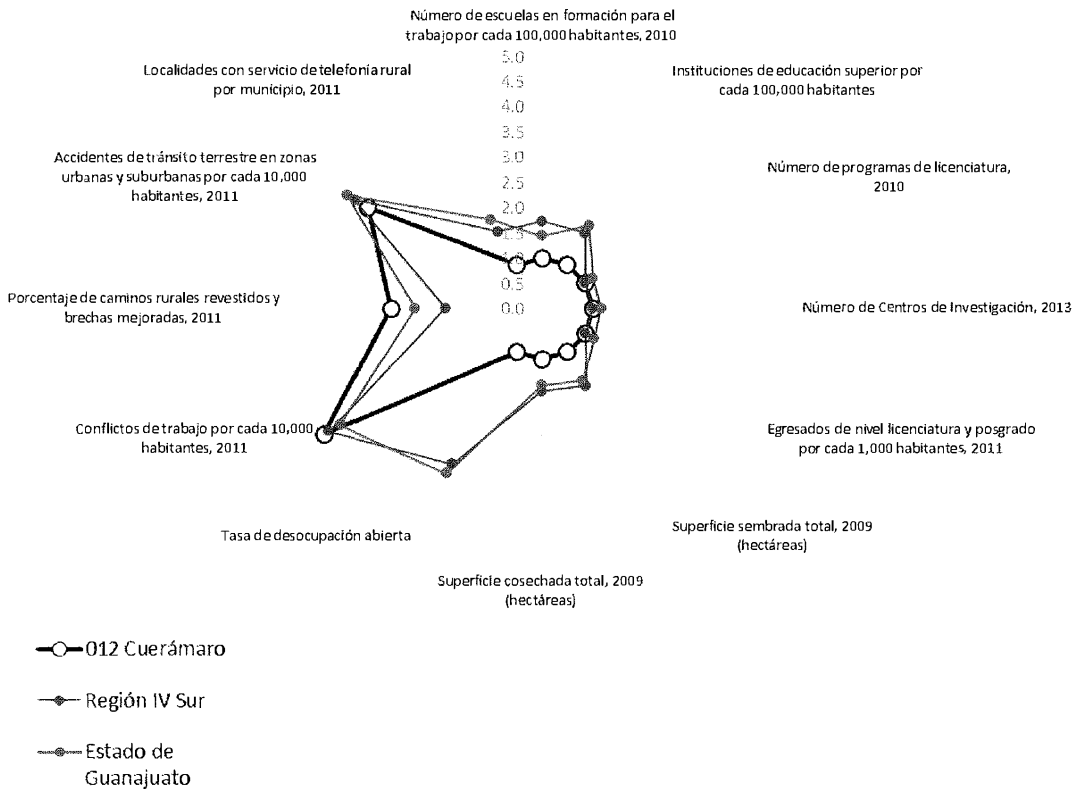 Número de escuelas en formación para el
trabajo por cada 100,000 habitantes, 2010
Instituciones de educación superior por
cada 100,000 habitantes
Número de programas de licenciatura,
2010
Número de Centros de Investigación, 2013
Egresados de nivel licenciatura y posgrado
por cada 1,000 habitantes, 2011
Superficie sembrada total, 2009
(hectáreas)
Superficie cosechada total, 2009
(hectáreas)
Tasa de desocupación abierta
Conflictos de trabajo por cada 10,000
habitantes, 2011
Porcentaje de caminos rurales revestidos y
brechas mejoradas, 2011
Accidentes de tránsito terrestre en zonas
urbanas y suburbanas por cada 10,000
habitantes, 2011
Localidades con servicio de telefonía rural
por municipio, 2011
5.0
4.5
4.0
3.5
3.0
2.5
2.0
1.5
1.0
0.5
0.0
012 Cuerámaro
Región IV Sur
Estado de
Guanajuato